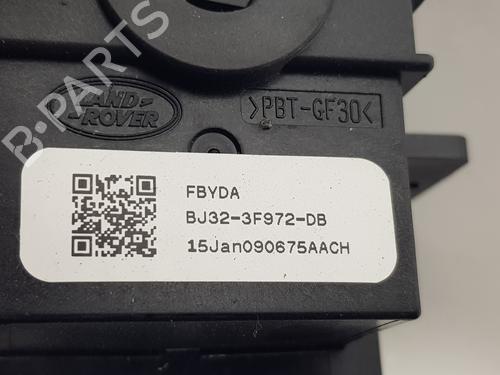 LAND-
ROVER
>PBT-GF30<
FBYDA
BJ32-3F972-DB
15Jan090675AACH
B-PARTS